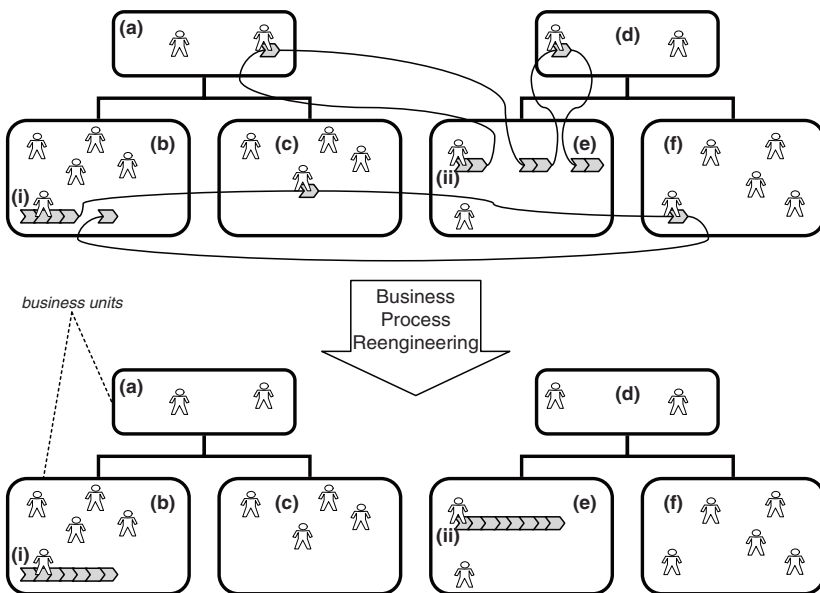 (a)
(d)
(b)
(c)
(e)
(f)
(i)
(ii)
Business
Process
Reengineering
business units
(a)
(d)
(b)
(c)
(e)
(f)
(i)
(ii)